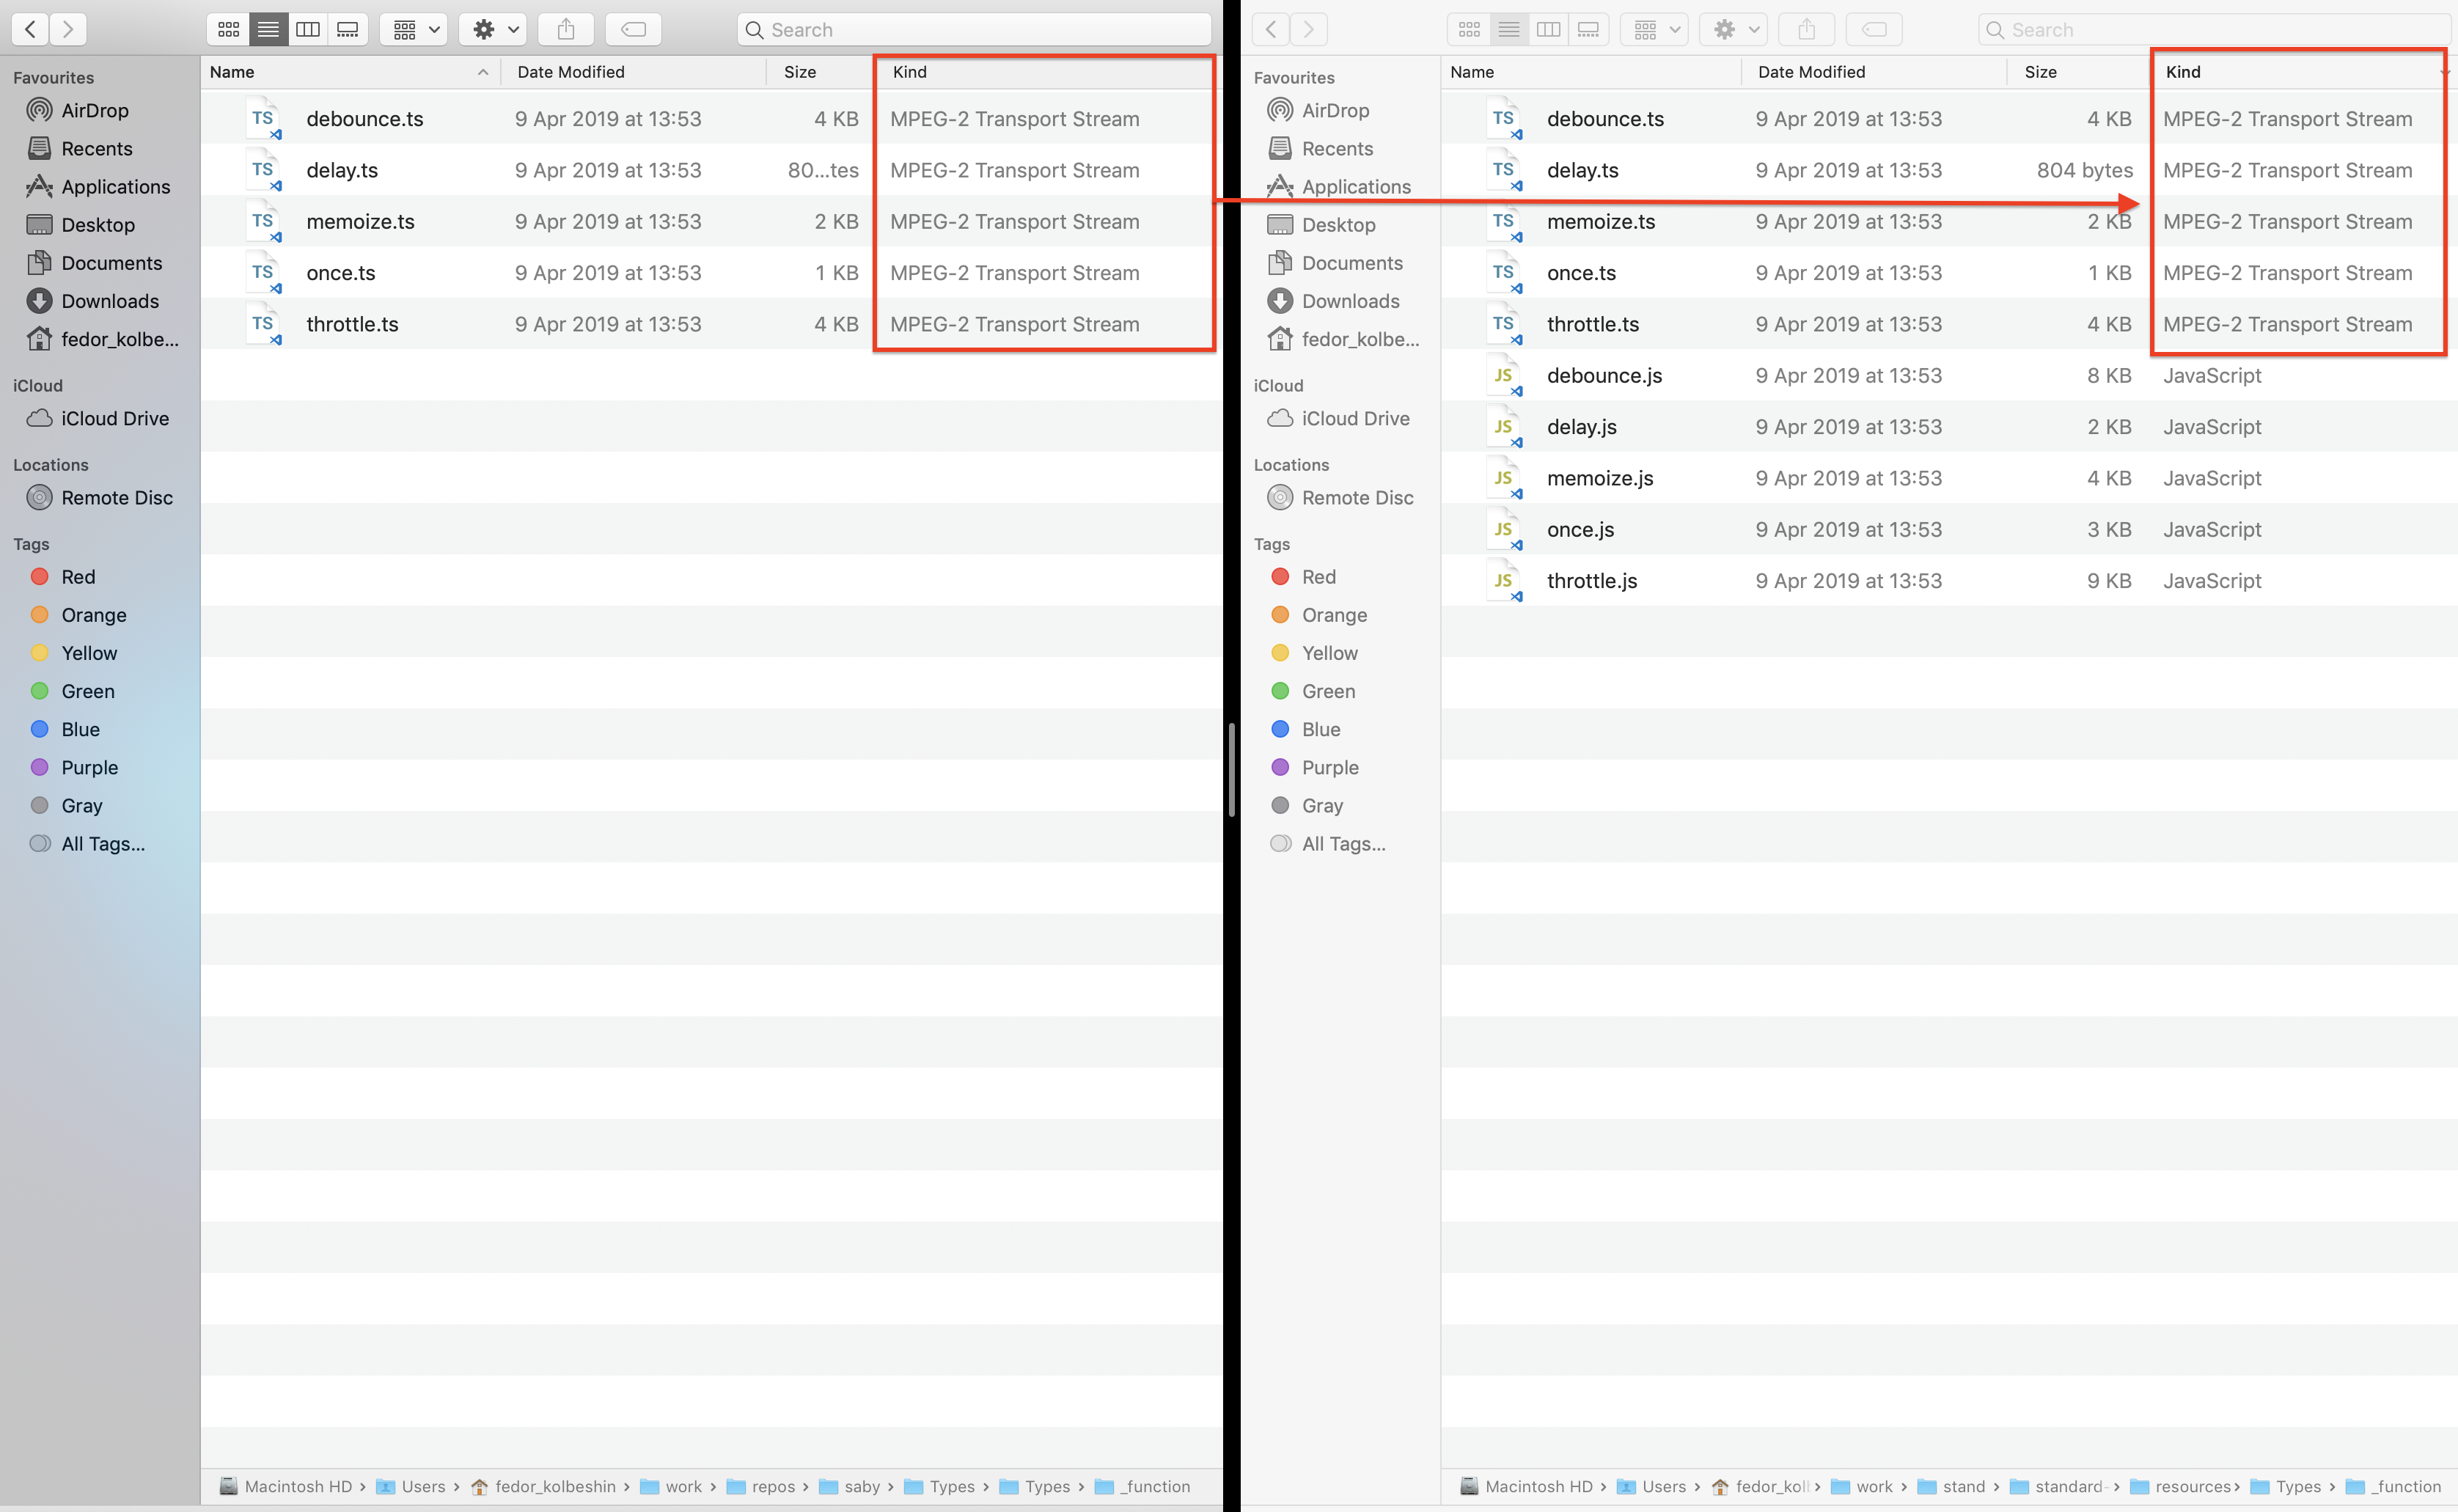 Search
Favourites
AirDrop
Recents
Applications
Desktop
Documents
Downloads
fedor_kolbe...
iCloud
iCloud Drive
Locations
Remote Disc
Tags
Red
Orange
Yellow
Green
Blue
Purple
Gray
All Tags...
Name Date Modified Size Kind
TS debounce.ts 9 Apr 2019 at 13:53 4 KB MPEG-2 Transport Stream
TS delay.ts 9 Apr 2019 at 13:53 80...tes MPEG-2 Transport Stream
TS memoize.ts 9 Apr 2019 at 13:53 2 KB MPEG-2 Transport Stream
TS once.ts 9 Apr 2019 at 13:53 1 KB MPEG-2 Transport Stream
TS throttle.ts 9 Apr 2019 at 13:53 4 KB MPEG-2 Transport Stream
Macintosh HD › Users › fedor_kolbeshin › work › repos › saby › Types › Types › _function
Search
Favourites
AirDrop
Recents
Applications
Desktop
Documents
Downloads
fedor_kolbe...
iCloud
iCloud Drive
Locations
Remote Disc
Tags
Red
Orange
Yellow
Green
Blue
Purple
Gray
All Tags...
Name Date Modified Size Kind
TS debounce.ts 9 Apr 2019 at 13:53 4 KB MPEG-2 Transport Stream
TS delay.ts 9 Apr 2019 at 13:53 804 bytes MPEG-2 Transport Stream
TS memoize.ts 9 Apr 2019 at 13:53 2 KB MPEG-2 Transport Stream
TS once.ts 9 Apr 2019 at 13:53 1 KB MPEG-2 Transport Stream
TS throttle.ts 9 Apr 2019 at 13:53 4 KB MPEG-2 Transport Stream
JS debounce.js 9 Apr 2019 at 13:53 8 KB JavaScript
JS delay.js 9 Apr 2019 at 13:53 2 KB JavaScript
JS memoize.js 9 Apr 2019 at 13:53 4 KB JavaScript
JS once.js 9 Apr 2019 at 13:53 3 KB JavaScript
JS throttle.js 9 Apr 2019 at 13:53 9 KB JavaScript
Macintosh HD › Users › fedor_kol › work › stand › standard- › resources › Types › _function